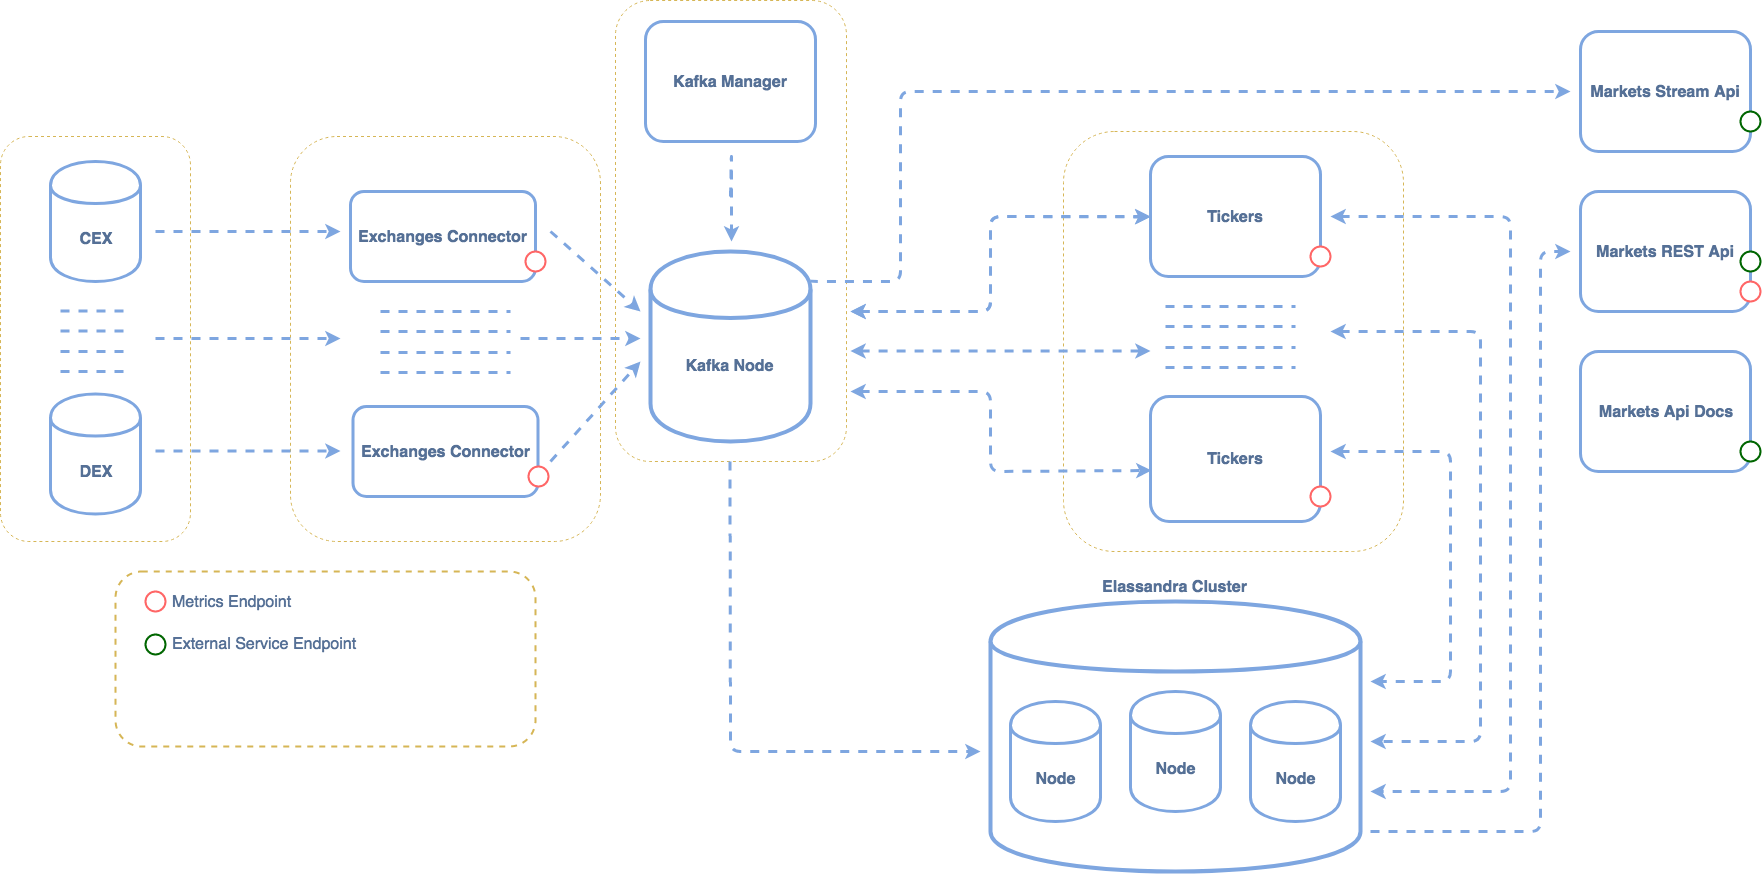 Kafka Manager
Markets Stream Api
CEX
Exchanges Connector
Tickers
Markets REST Api
Kafka Node
Markets Api Docs
DEX
Exchanges Connector
Tickers
Elassandra Cluster
Metrics Endpoint
External Service Endpoint
Node
Node
Node